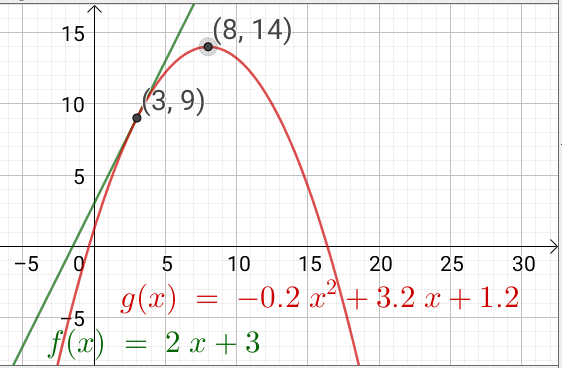 15
(8, 14)
10
(3, 9)
5
−5 0 5 10 15 20 25 30
g(x) = −0.2 x² + 3.2 x + 1.2
−5
f(x) = 2 x + 3